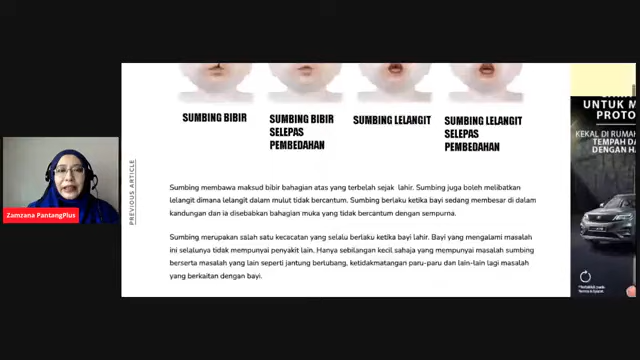 SUMBING BIBIR
SUMBING BIBIR
SELEPAS
PEMBEDAHAN
SUMBING LELANGIT
SUMBING LELANGIT
SELEPAS
PEMBEDAHAN
PREVIOUS ARTICLE
Sumbing membawa maksud bibir bahagian atas yang terbelah sejak lahir. Sumbing juga boleh melibatkan
lelangit dimana lelangit dalam mulut tidak bercantum. Sumbing berlaku ketika bayi sedang membesar di dalam
kandungan dan ia disebabkan bahagian muka yang tidak bercantum dengan sempurna.
Sumbing merupakan salah satu kecacatan yang selalu berlaku ketika bayi lahir. Bayi yang mengalami masalah
ini selalunya tidak mempunyai penyakit lain. Hanya sebilangan kecil sahaja yang mempunyai masalah sumbing
berserta masalah yang lain seperti jantung berlubang, ketidakmatangan paru-paru dan lain-lain lagi masalah
yang berkaitan dengan bayi.
Zamzana PantangPlus
UNTUK M
PROTO
KEKAL DI RUMAH
TEMPAH DA
DENGAN HA